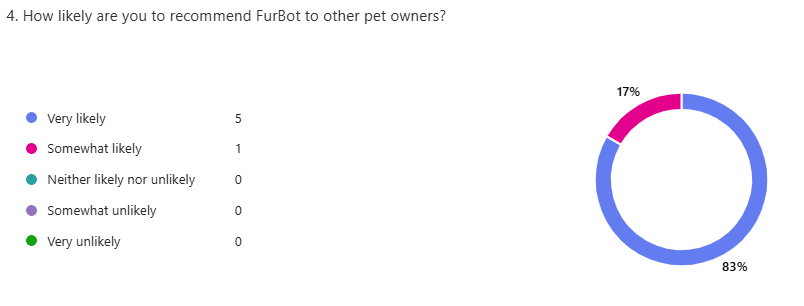 4. How likely are you to recommend FurBot to other pet owners?
17%
Very likely 5
Somewhat likely 1
Neither likely nor unlikely 0
Somewhat unlikely 0
Very unlikely 0
83%